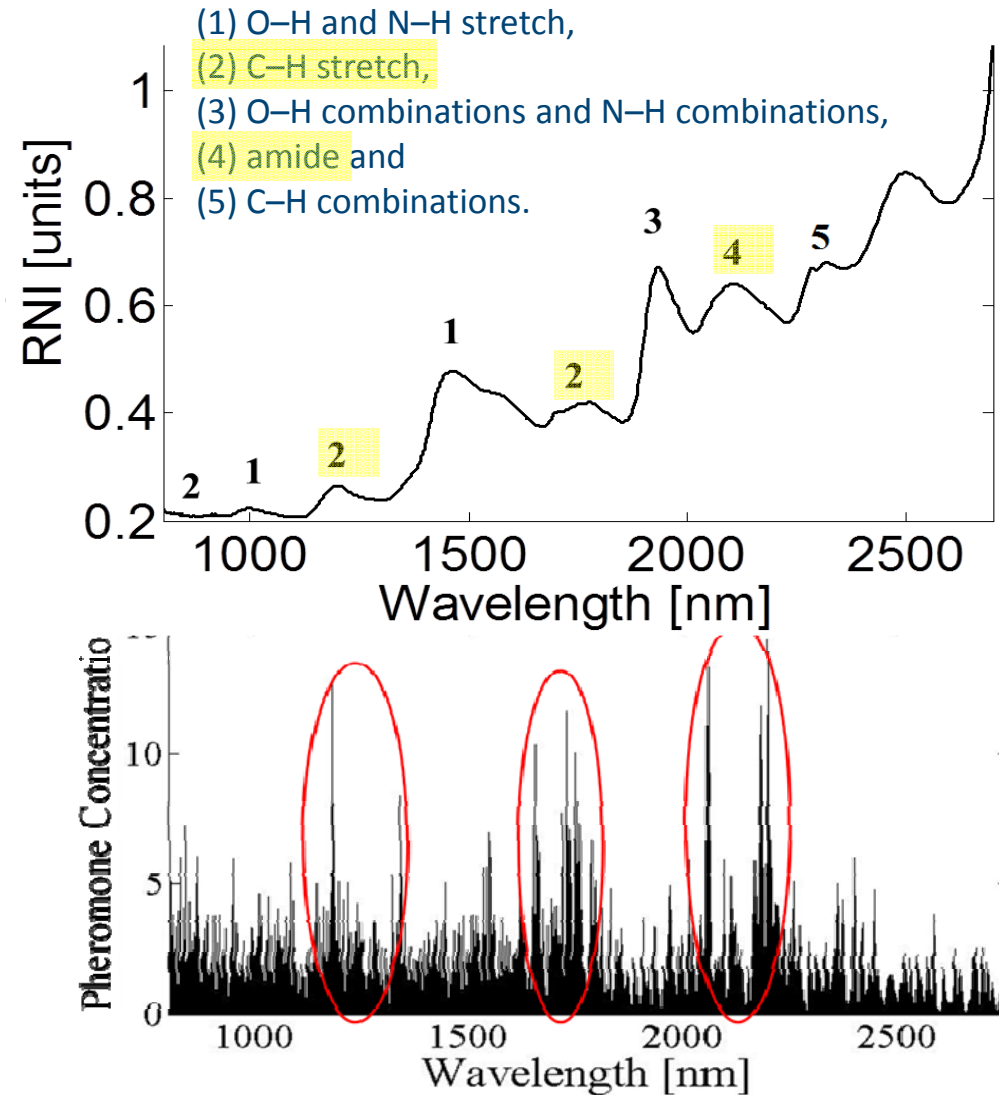 (1) O–H and N–H stretch,
(2) C–H stretch,
(3) O–H combinations and N–H combinations,
(4) amide and
(5) C–H combinations.
RNI [units]
1
0.8
0.6
0.4
0.2
2
1
2
1
2
3
4
5
1000
1500
2000
2500
Wavelength [nm]
Pheromone Concentratio
10
5
0
1000
1500
2000
2500
Wavelength [nm]